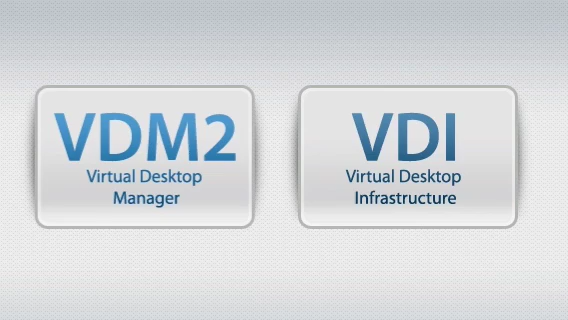 VDM2
Virtual Desktop
Manager
VDI
Virtual Desktop
Infrastructure